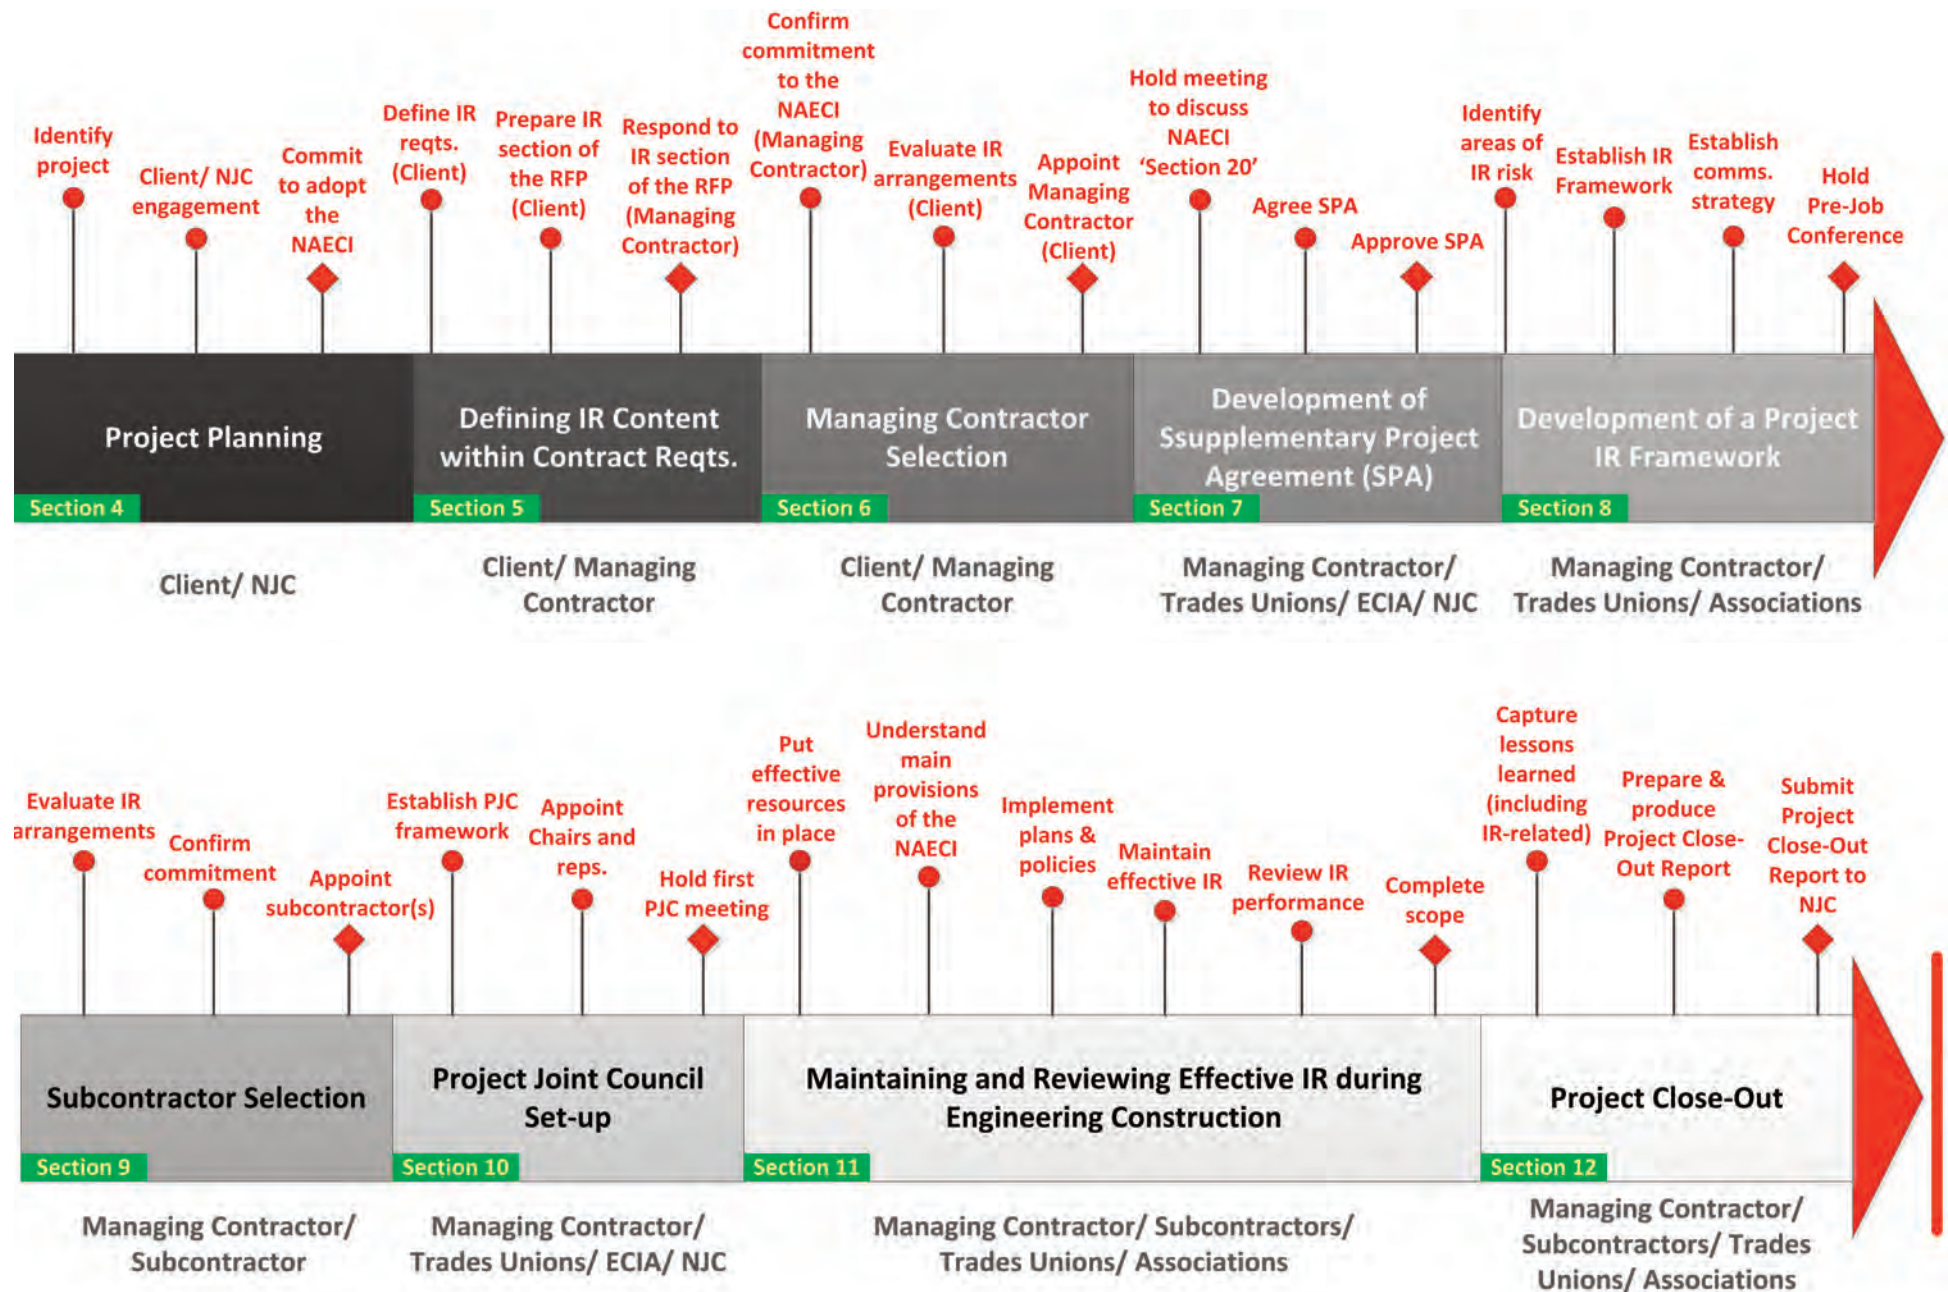 Identify
project
Client/ NJC
engagement
Commit
to adopt
the
NAECI
Define IR
reqts.
(Client)
Prepare IR
section of
the RFP
(Client)
Respond to
IR section
of the RFP
(Managing
Contractor)
Confirm
commitment
to the
NAECI
(Managing
Contractor)
Evaluate IR
arrangements
(Client)
Appoint
Managing
Contractor
(Client)
Hold meeting
to discuss
NAECI
‘Section 20’
Agree SPA
Approve SPA
Identify
areas of
IR risk
Establish IR
Framework
Establish
comms.
strategy
Hold
Pre-Job
Conference
Project Planning
Section 4
Client/ NJC
Defining IR Content
within Contract Reqts.
Section 5
Client/ Managing
Contractor
Managing Contractor
Selection
Section 6
Client/ Managing
Contractor
Development of
Ssupplementary Project
Agreement (SPA)
Section 7
Managing Contractor/
Trades Unions/ ECIA/ NJC
Development of a Project
IR Framework
Section 8
Managing Contractor/
Trades Unions/ Associations
Evaluate IR
arrangements
Confirm
commitment
Appoint
subcontractor(s)
Establish PJC
framework
Appoint
Chairs and
reps.
Hold first
PJC meeting
Put
effective
resources
in place
Understand
main
provisions
of the
NAECI
Implement
plans &
policies
Maintain
effective IR
Review IR
performance
Complete
scope
Capture
lessons
learned
(including
IR-related)
Prepare &
produce
Project Close-
Out Report
Submit
Project
Close-Out
Report to
NJC
Subcontractor Selection
Section 9
Managing Contractor/
Subcontractor
Project Joint Council
Set-up
Section 10
Managing Contractor/
Trades Unions/ ECIA/ NJC
Maintaining and Reviewing Effective IR during
Engineering Construction
Section 11
Managing Contractor/ Subcontractors/
Trades Unions/ Associations
Project Close-Out
Section 12
Managing Contractor/
Subcontractors/ Trades
Unions/ Associations